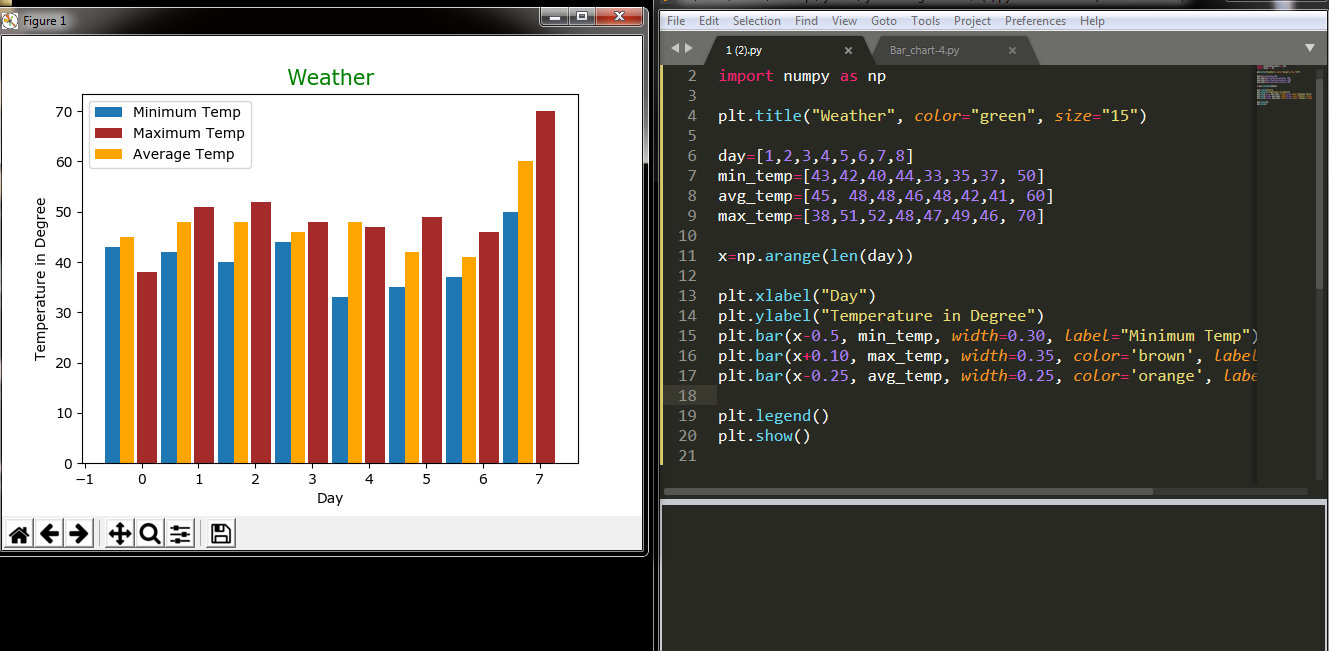 Figure 1
Weather
Minimum Temp
Maximum Temp
Average Temp
Temperature in Degree
70
60
50
40
30
20
10
0
−1 0 1 2 3 4 5 6 7
Day
File Edit Selection Find View Goto Tools Project Preferences Help
1 (2).py Bar_chart-4.py
2 import numpy as np
3
4 plt.title("Weather", color="green", size="15")
5
6 day=[1,2,3,4,5,6,7,8]
7 min_temp=[43,42,40,44,33,35,37, 50]
8 avg_temp=[45, 48,48,46,48,42,41, 60]
9 max_temp=[38,51,52,48,47,49,46, 70]
10
11 x=np.arange(len(day))
12
13 plt.xlabel("Day")
14 plt.ylabel("Temperature in Degree")
15 plt.bar(x-0.5, min_temp, width=0.30, label="Minimum Temp")
16 plt.bar(x+0.10, max_temp, width=0.35, color='brown', label
17 plt.bar(x-0.25, avg_temp, width=0.25, color='orange', labe
18
19 plt.legend()
20 plt.show()
21